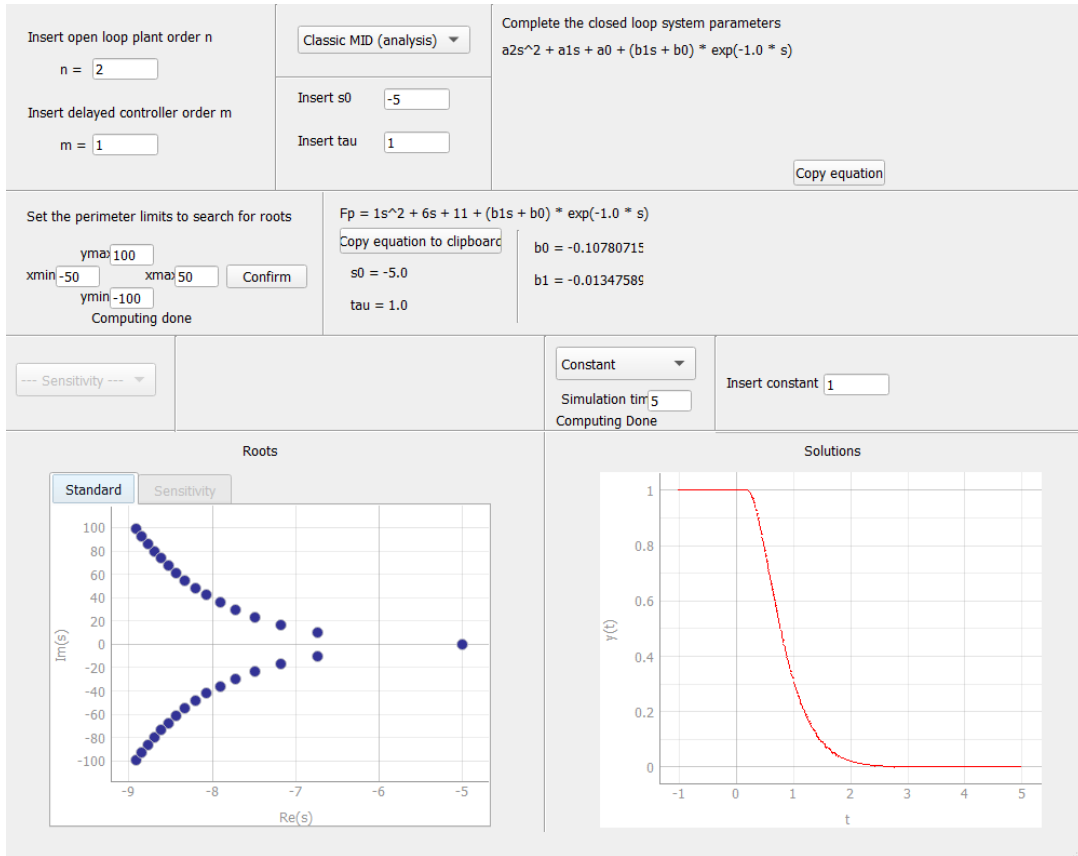 Insert open loop plant order n
n = 2
Insert delayed controller order m
m = 1
Classic MID (analysis)
Insert s0 -5
Insert tau 1
Complete the closed loop system parameters
a2s^2 + a1s + a0 + (b1s + b0) * exp(-1.0 * s)
Copy equation
Set the perimeter limits to search for roots
ymax 100
xmin -50 xmax 50 Confirm
ymin -100
Computing done
Fp = 1s^2 + 6s + 11 + (b1s + b0) * exp(-1.0 * s)
Copy equation to clipboard
s0 = -5.0
tau = 1.0
b0 = -0.10780715
b1 = -0.01347589
--- Sensitivity ---
Constant
Simulation tim 5
Computing Done
Insert constant 1
Roots
Standard Sensitivity
100
80
60
40
20
0
-20
-40
-60
-80
-100
Im(s)
-9 -8 -7 -6 -5
Re(s)
Solutions
1
0.8
0.6
0.4
0.2
0
y(t)
-1 0 1 2 3 4 5
t